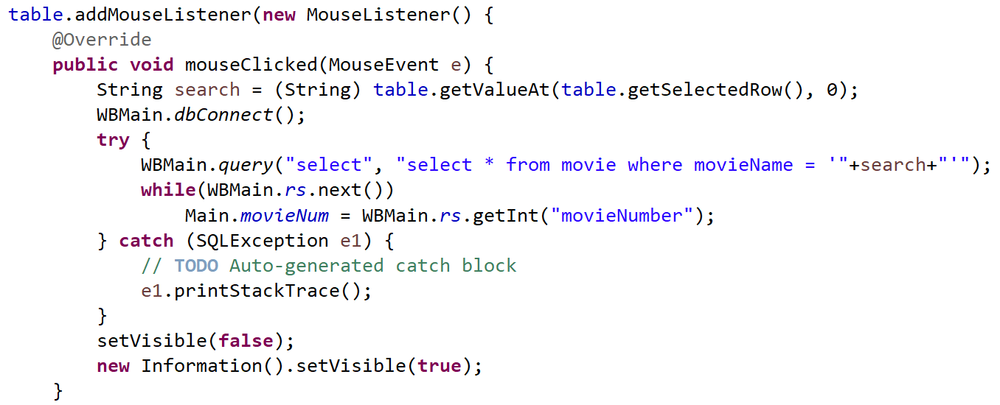 table.addMouseListener(new MouseListener() {
@Override
public void mouseClicked(MouseEvent e) {
String search = (String) table.getValueAt(table.getSelectedRow(), 0);
WBMain.dbConnect();
try {
WBMain.query("select", "select * from movie where movieName = '"+search+"'");
while(WBMain.rs.next())
Main.movieNum = WBMain.rs.getInt("movieNumber");
} catch (SQLException e1) {
// TODO Auto-generated catch block
e1.printStackTrace();
}
setVisible(false);
new Information().setVisible(true);
}